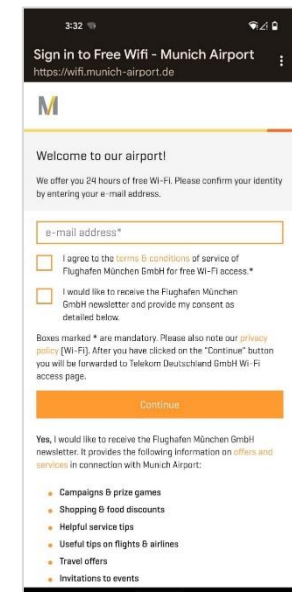 3:32
Sign in to Free Wifi - Munich Airport
https://wifi.munich-airport.de
M
Welcome to our airport!
We offer you 24 hours of free Wi-Fi. Please confirm your identity
by entering your e-mail address.
e-mail address*
I agree to the terms & conditions of service of
Flughafen München GmbH for free Wi-Fi access.*
I would like to receive the Flughafen München
GmbH newsletter and provide my consent as
detailed below.
Boxes marked * are mandatory. Please also note our privacy
policy (Wi-Fi). After you have clicked on the "Continue" button
you will be forwarded to Telekom Deutschland GmbH Wi-Fi
access page.
Continue
Yes, I would like to receive the Flughafen München GmbH
newsletter. It provides the following information on offers and
services in connection with Munich Airport:
Campaigns & prize games
Shopping & food discounts
Helpful service tips
Useful tips on flights & airlines
Travel offers
Invitations to events